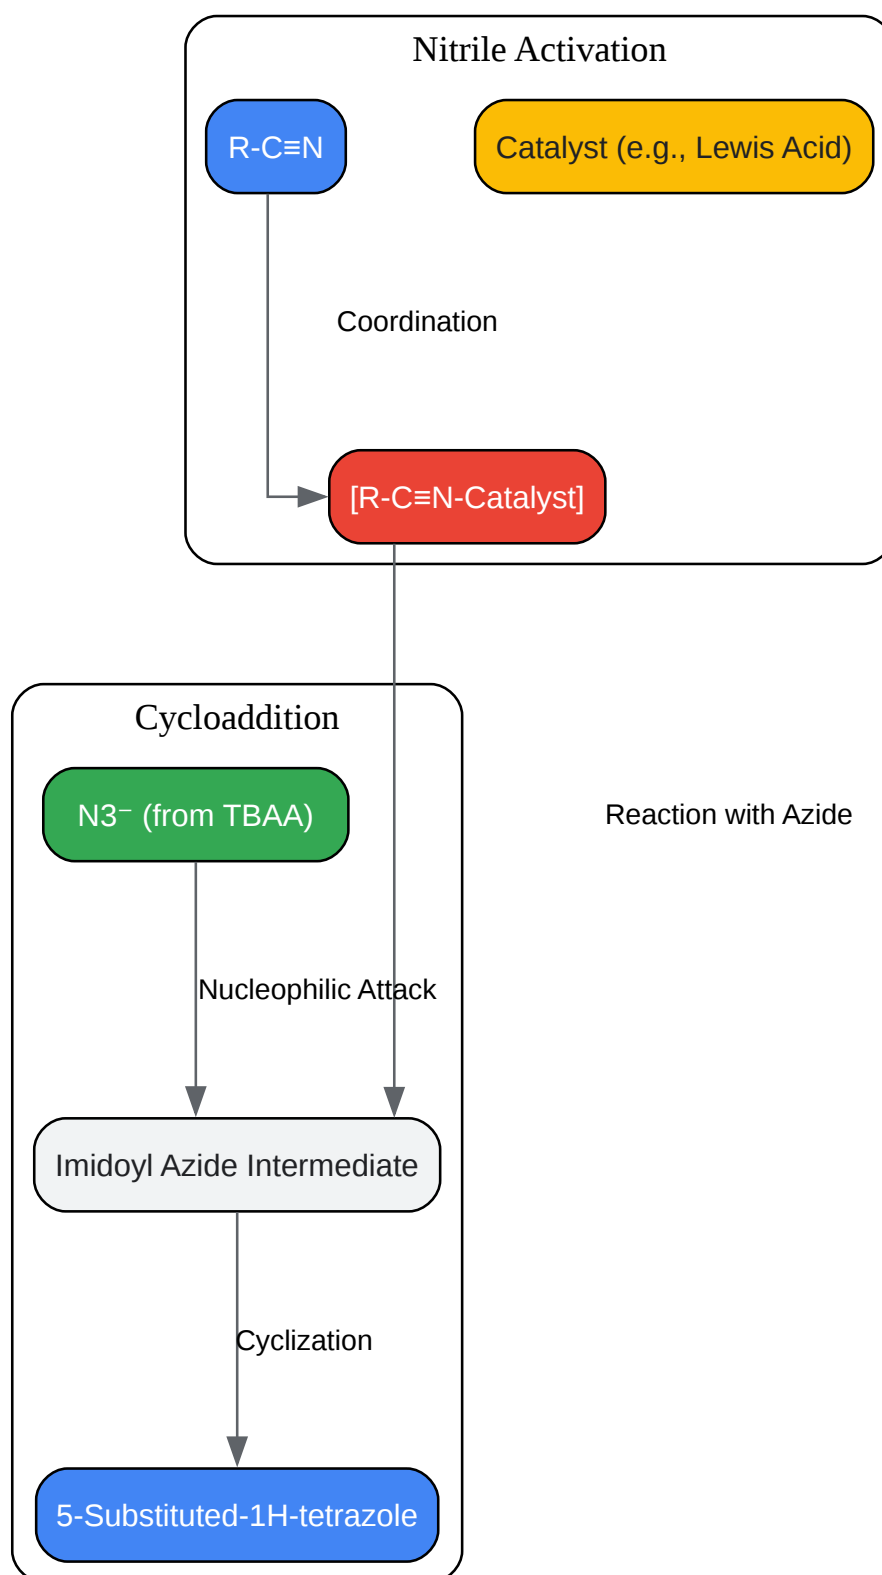 Nitrile Activation
R-C≡N
Catalyst (e.g., Lewis Acid)
Coordination
[R-C≡N-Catalyst]
Cycloaddition
N3⁻ (from TBAA)
Reaction with Azide
Nucleophilic Attack
Imidoyl Azide Intermediate
Cyclization
5-Substituted-1H-tetrazole